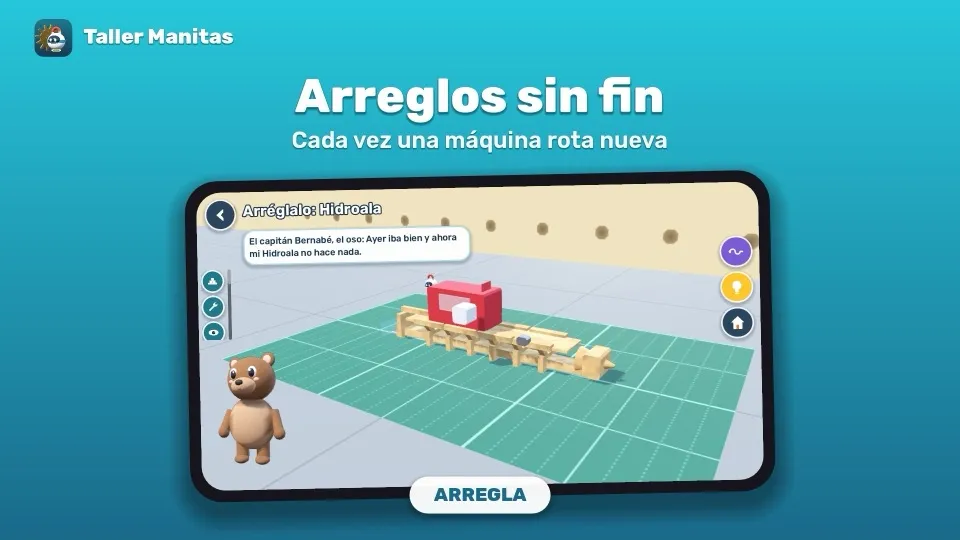 Taller Manitas
Arreglos sin fin
Cada vez una máquina rota nueva
Arréglalo: Hidroala
El capitán Bernabé, el oso: Ayer iba bien y ahora
mi Hidroala no hace nada.
ARREGLA